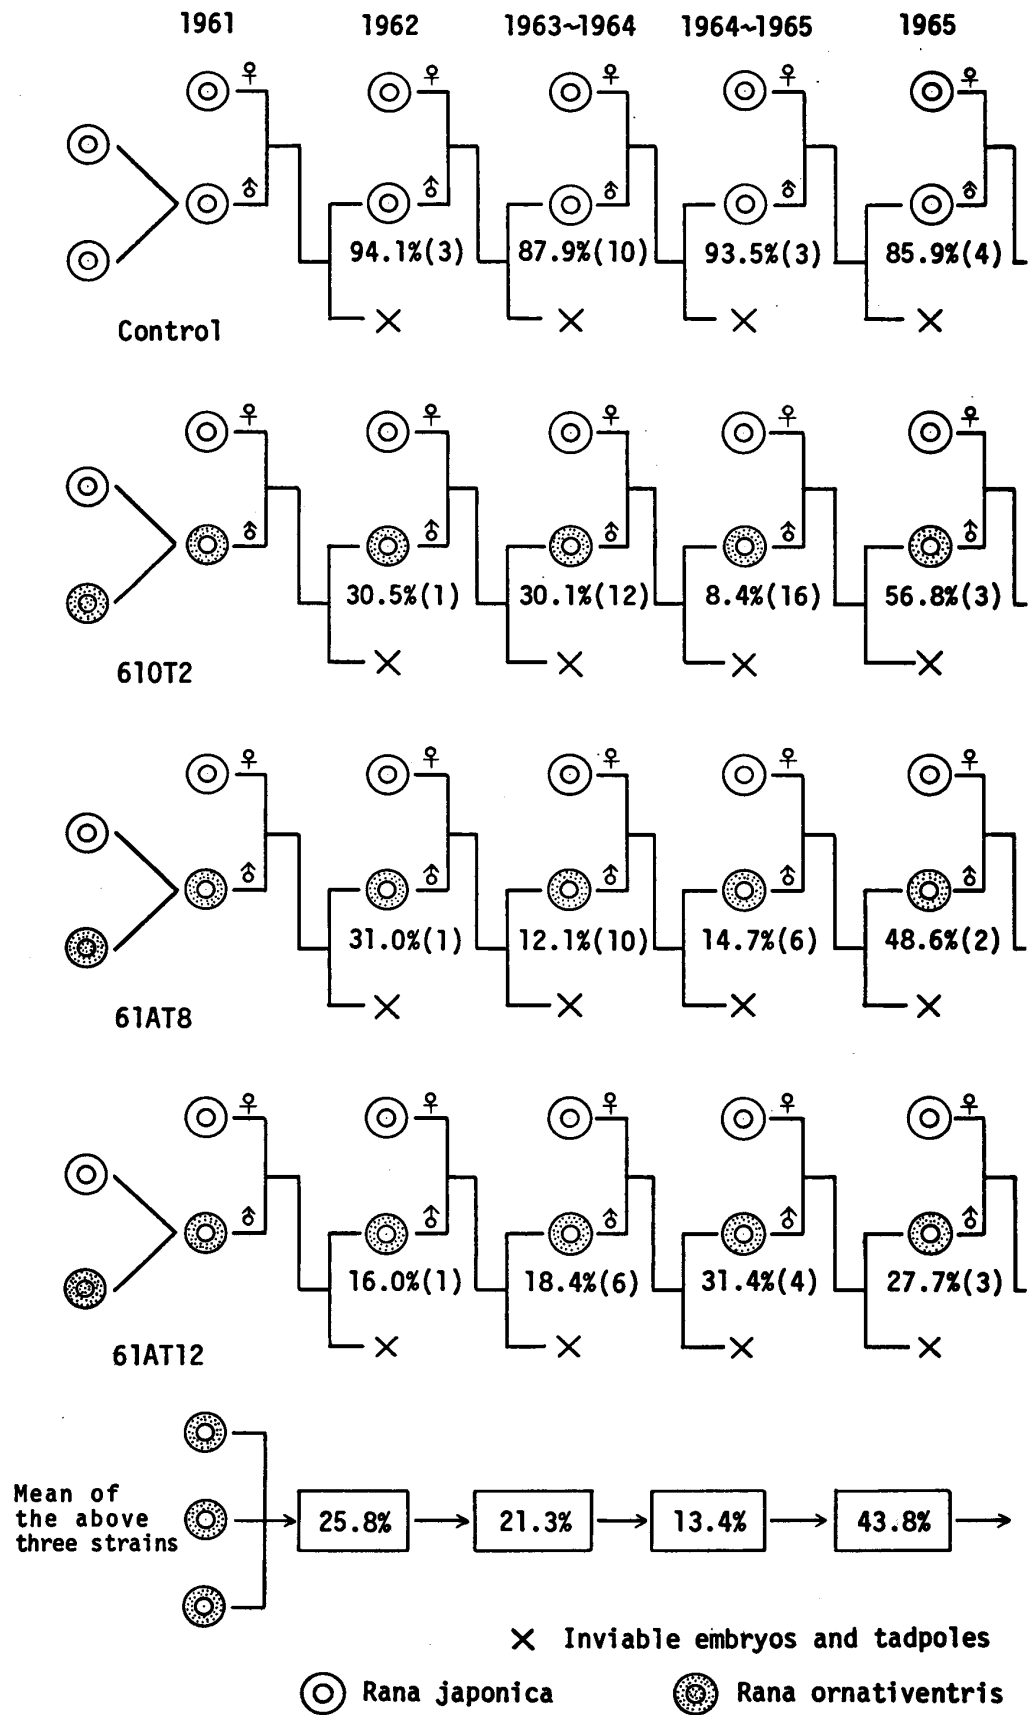 1961 1962 1963~1964 1964~1965 1965
♀ ♀ ♀ ♀ ♀
♂ ♂ ♂ ♂ ♂
94.1%(3) 87.9%(10) 93.5%(3) 85.9%(4)
Control
♀ ♀ ♀ ♀ ♀
♂ ♂ ♂ ♂ ♂
30.5%(1) 30.1%(12) 8.4%(16) 56.8%(3)
610T2
♀ ♀ ♀ ♀ ♀
♂ ♂ ♂ ♂ ♂
31.0%(1) 12.1%(10) 14.7%(6) 48.6%(2)
61AT8
♀ ♀ ♀ ♀ ♀
♂ ♂ ♂ ♂ ♂
16.0%(1) 18.4%(6) 31.4%(4) 27.7%(3)
61AT12
Mean of
the above
three strains
25.8% 21.3% 13.4% 43.8%
Inviable embryos and tadpoles
Rana japonica Rana ornativentris